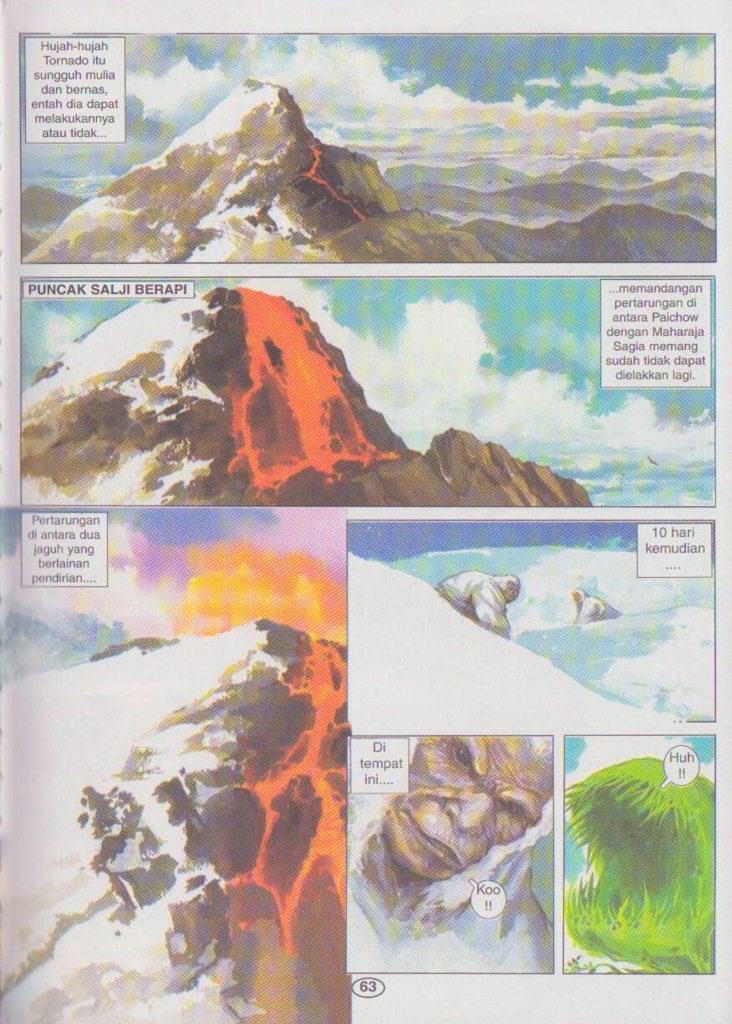 Hujah-hujah
Tornado itu
sungguh mulia
dan bernas,
entah dia dapat
melakukannya
atau tidak...
PUNCAK SALJI BERAPI
...memandangan
pertarungan di
antara Paichow
dengan Maharaja
Sagia memang
sudah tidak dapat
dielakkan lagi.
Pertarungan
di antara dua
jaguh yang
berlainan
pendirian....
10 hari
kemudian
....
Di
tempat
ini....
Koo
!!
Huh
!!
63